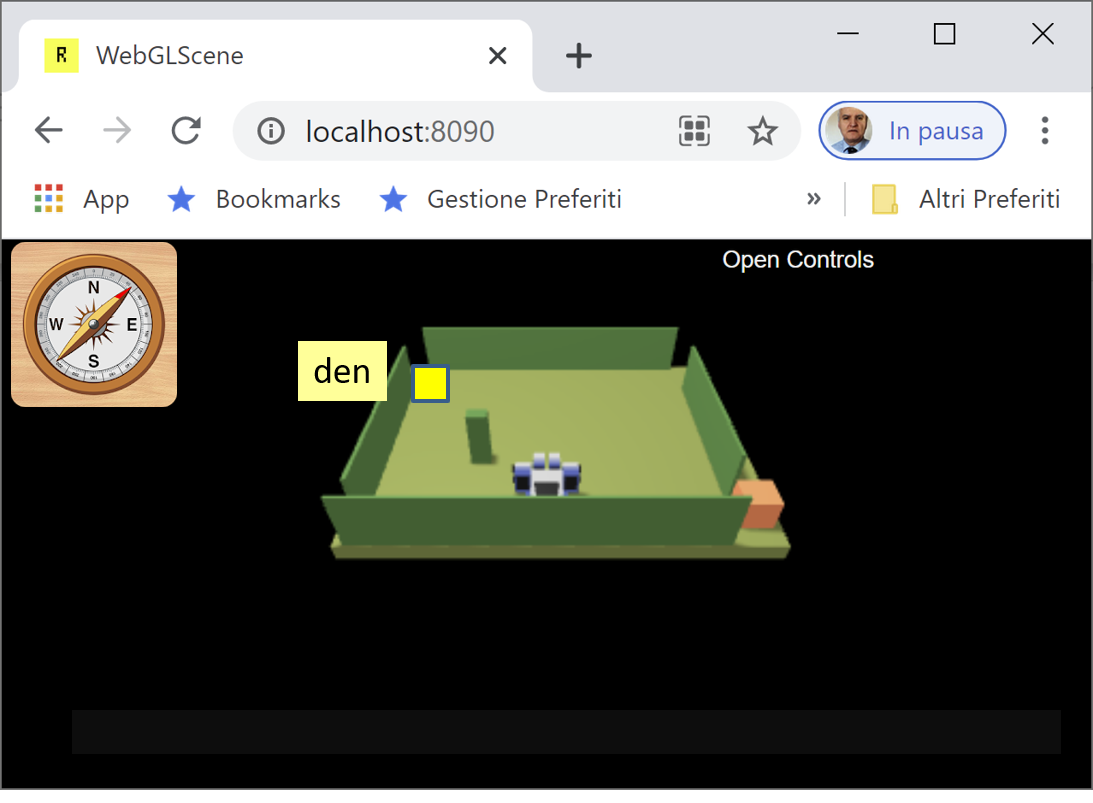 R WebGLScene
localhost:8090
In pausa
App Bookmarks Gestione Preferiti » Altri Preferiti
Open Controls
N
W E
S
den